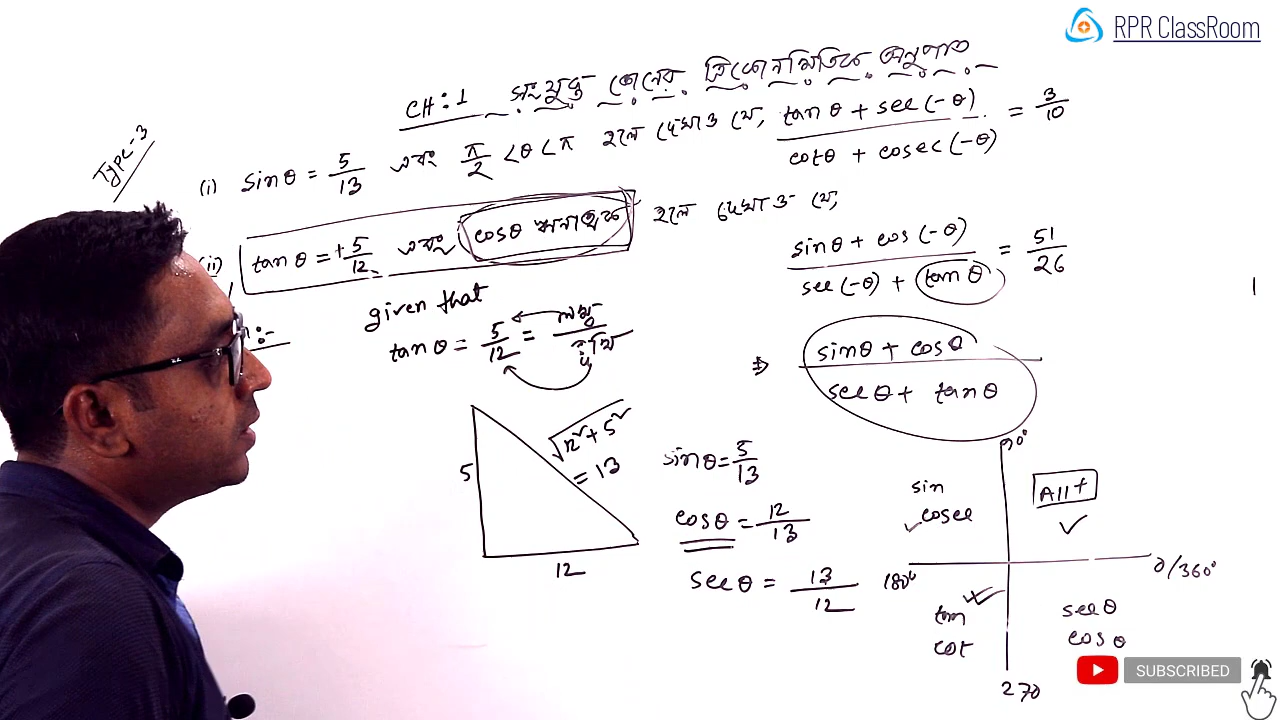 RPR ClassRoom
CH: 1 সংযুক্ত কোণের ত্রিকোণমিতিক অনুপাত
Type-3
(i) sinθ = 5/13 এবং π/2 < θ < π হলে দেখাও যে, (tanθ + sec(-θ))/(cotθ + cosec(-θ)) = 3/10
(ii) tanθ = +5/12 এবং cosθ ঋণাত্মক হলে দেখাও যে,
(sinθ + cos(-θ))/(sec(-θ) + tanθ) = 51/26
given that
n:-
tanθ = 5/12 = লম্ব/ভূমি
⇒ (sinθ + cosθ)/(secθ + tanθ)
5
√12²+5²
= 13
12
sinθ = 5/13
cosθ = 12/13
secθ = 13/12
90°
sin
cosec
All +
180°
0/360°
tan
cot
secθ
cosθ
270
1
SUBSCRIBED